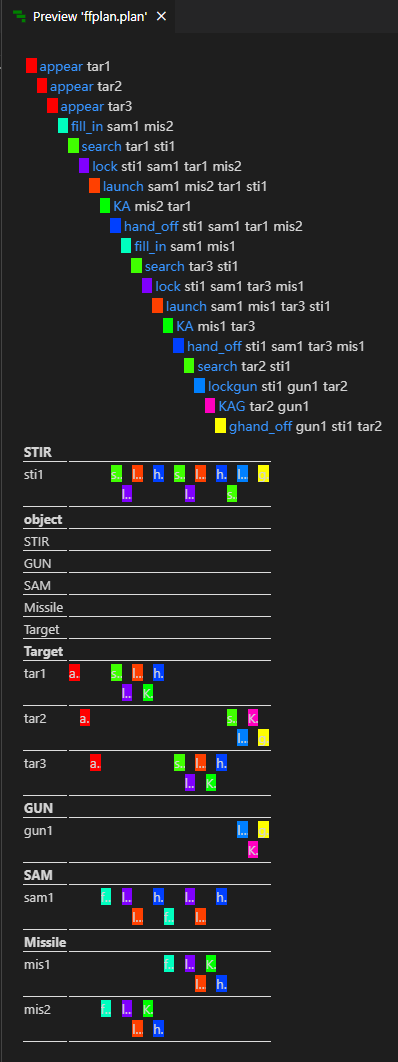 Preview 'ffplan.plan' ×
appear tar1
appear tar2
appear tar3
fill_in sam1 mis2
search tar1 sti1
lock sti1 sam1 tar1 mis2
launch sam1 mis2 tar1 sti1
KA mis2 tar1
hand_off sti1 sam1 tar1 mis2
fill_in sam1 mis1
search tar3 sti1
lock sti1 sam1 tar3 mis1
launch sam1 mis1 tar3 sti1
KA mis1 tar3
hand_off sti1 sam1 tar3 mis1
search tar2 sti1
lockgun sti1 gun1 tar2
KAG tar2 gun1
ghand_off gun1 sti1 tar2
STIR
sti1 s.. l.. h. s.. l.. h. l.. g.
l.. l.. s.
object
STIR
GUN
SAM
Missile
Target
Target
tar1 a. s.. l.. h.
l.. K.
tar2 a. s. K.
l.. g.
tar3 a. s.. l.. h.
l.. K.
GUN
gun1 l.. g.
K.
SAM
sam1 f.. l.. h. l.. h.
l.. f.. l..
Missile
mis1 f.. l.. K.
l.. h.
mis2 f.. l.. K
l.. h.